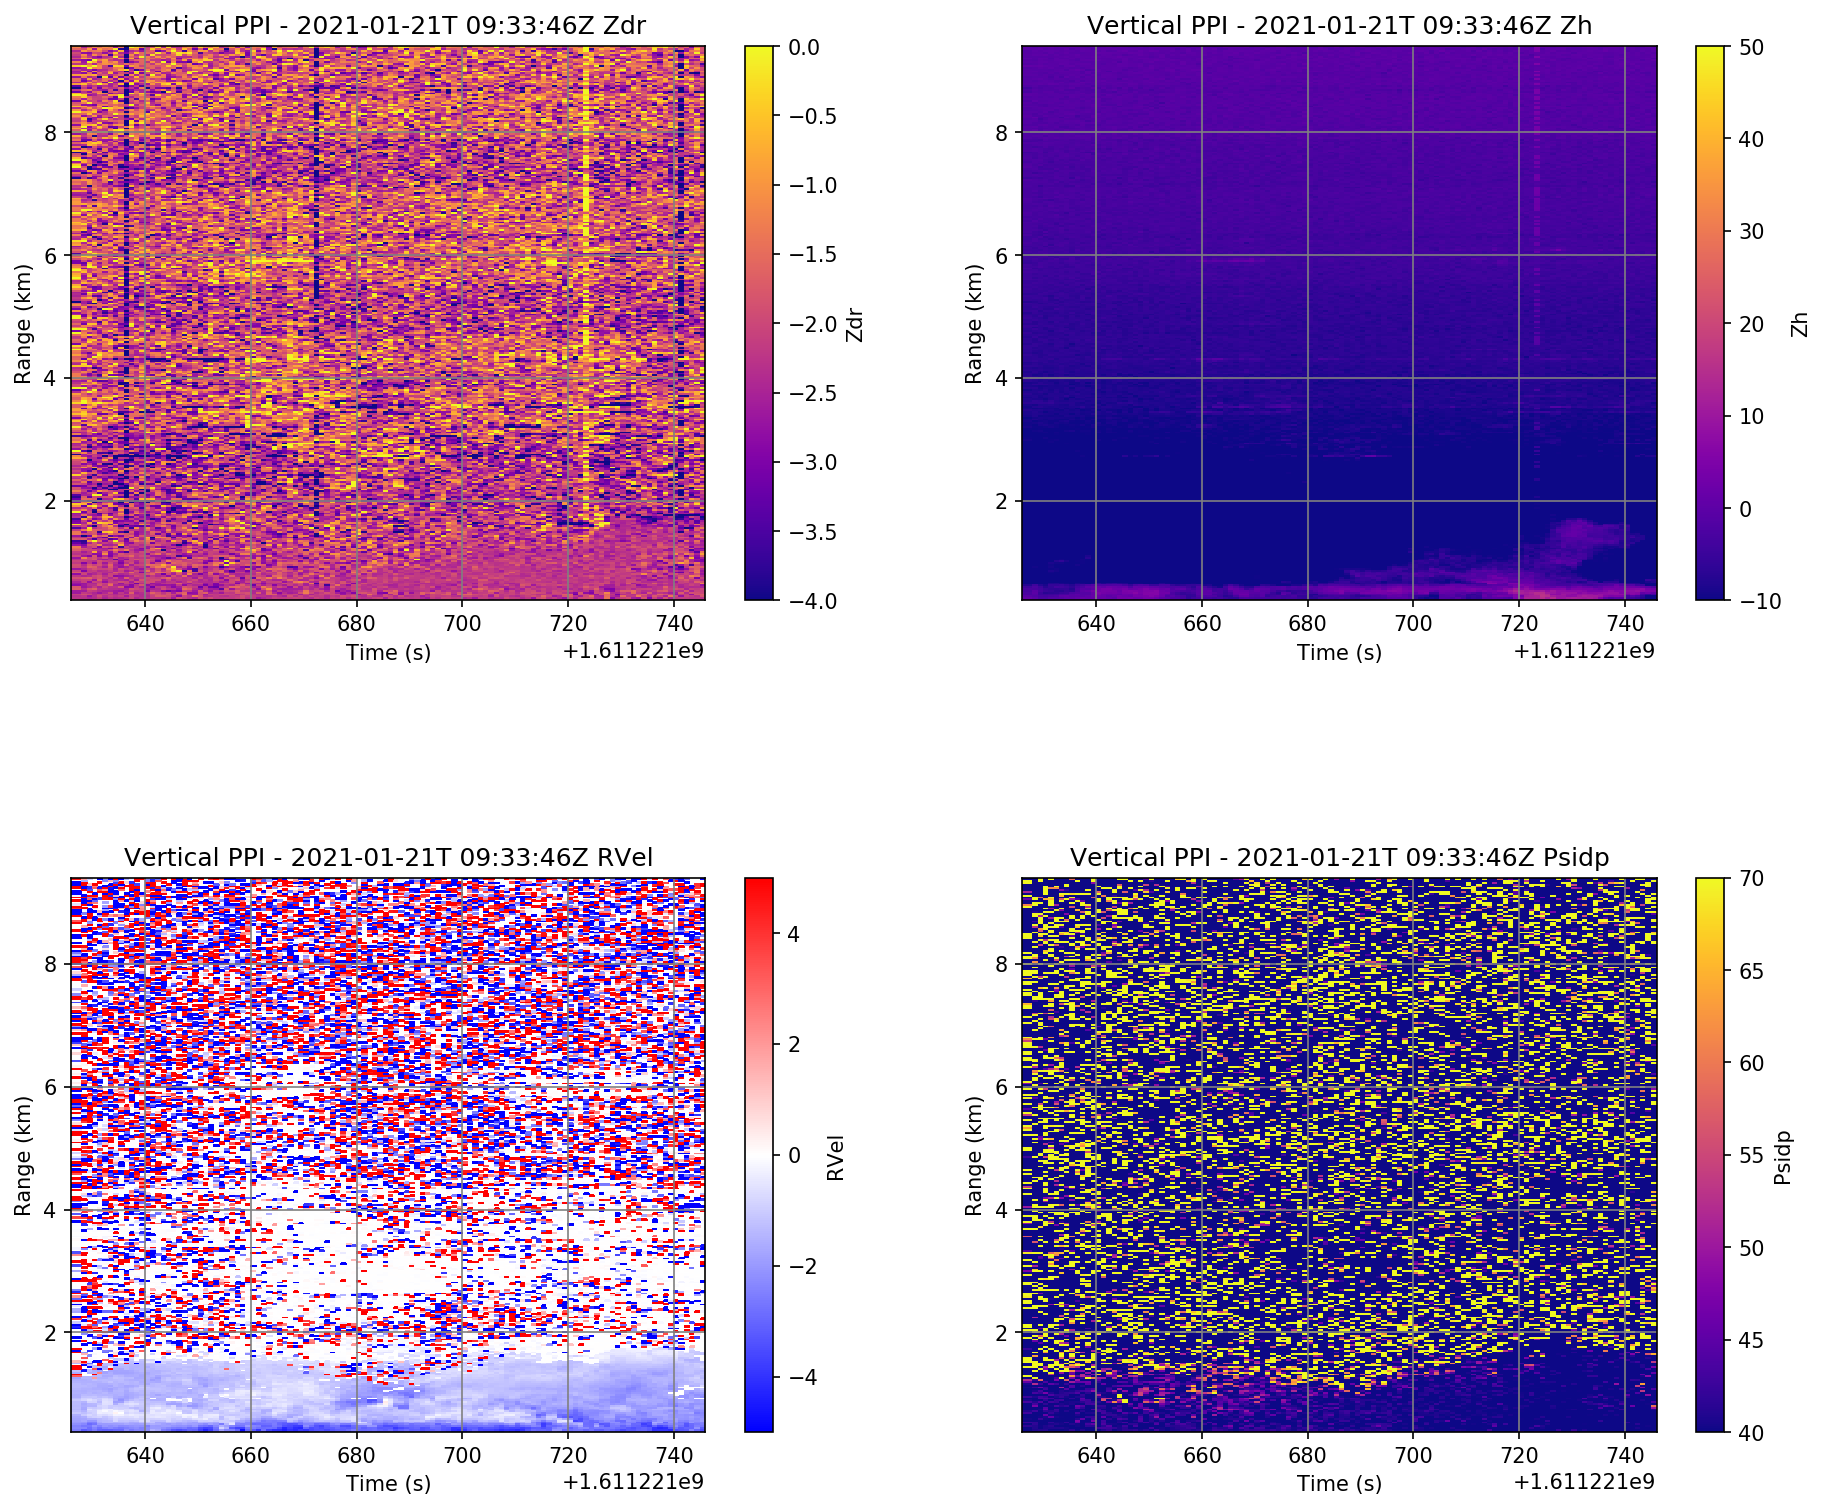 Vertical PPI - 2021-01-21T 09:33:46Z Zdr
8
6
4
2
Range (km)
640 660 680 700 720 740
Time (s)
+1.611221e9
0.0
−0.5
−1.0
−1.5
−2.0
−2.5
−3.0
−3.5
−4.0
Zdr
Vertical PPI - 2021-01-21T 09:33:46Z Zh
8
6
4
2
Range (km)
640 660 680 700 720 740
Time (s)
+1.611221e9
50
40
30
20
10
0
−10
Zh
Vertical PPI - 2021-01-21T 09:33:46Z RVel
8
6
4
2
Range (km)
640 660 680 700 720 740
Time (s)
+1.611221e9
4
2
0
−2
−4
RVel
Vertical PPI - 2021-01-21T 09:33:46Z Psidp
8
6
4
2
Range (km)
640 660 680 700 720 740
Time (s)
+1.611221e9
70
65
60
55
50
45
40
Psidp